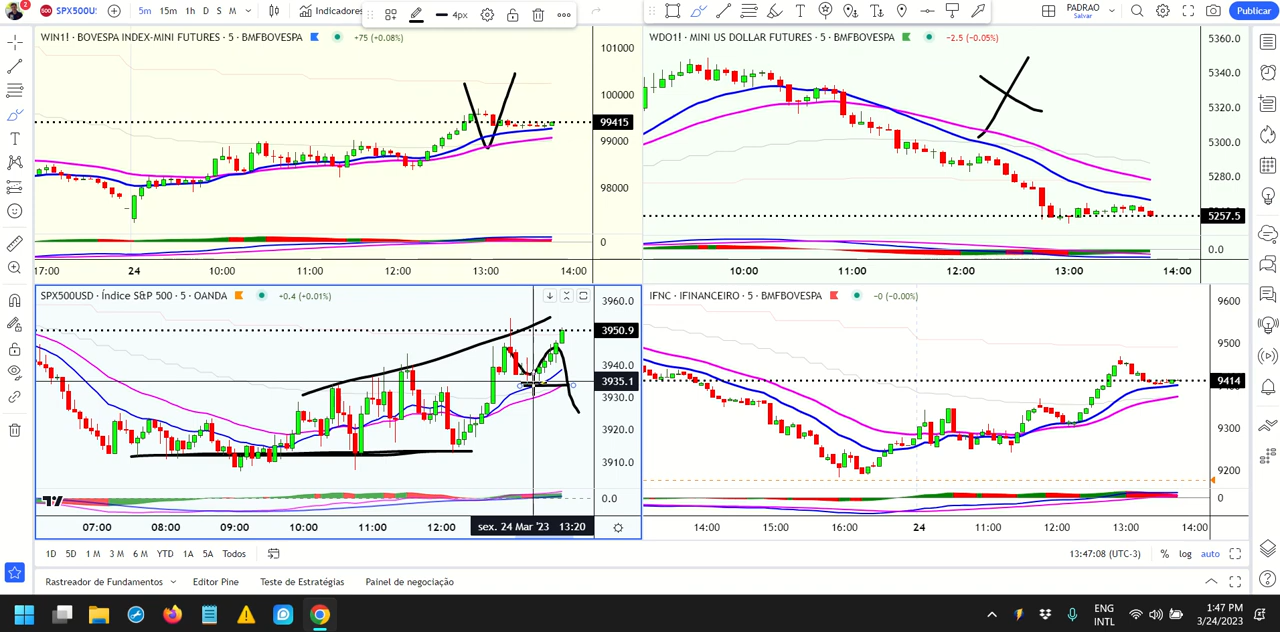 2
SPX500U
5m 15m 1h D S M
Indicadores
4px
PADRAO
Salvar
Publicar
WIN1! · BOVESPA INDEX-MINI FUTURES · 5 · BMFBOVESPA
+75 (+0.08%)
101000
100000
99415
99000
98000
0
17:00 24 10:00 11:00 12:00 13:00 14:00
WDO1! · MINI US DOLLAR FUTURES · 5 · BMFBOVESPA
-2.5 (-0.05%)
5360.0
5340.0
5320.0
5300.0
5280.0
5257.5
0.0
10:00 11:00 12:00 13:00 14:00
SPX500USD · Índice S&P 500 · 5 · OANDA
+0.4 (+0.01%)
3960.0
3950.9
3940.0
3935.1
3930.0
3920.0
3910.0
0.0
07:00 08:00 09:00 10:00 11:00 12:00 sex. 24 Mar '23 13:20
IFNC · IFINANCEIRO · 5 · BMFBOVESPA
−0 (−0.00%)
9600
9500
9414
9300
9200
0
14:00 15:00 16:00 24 11:00 12:00 13:00 14:00
1D 5D 1 M 3 M 6 M YTD 1A 5A Todos
13:47:08 (UTC-3) % log auto
Rastreador de Fundamentos Editor Pine Teste de Estratégias Painel de negociação
ENG
INTL
1:47 PM
3/24/2023